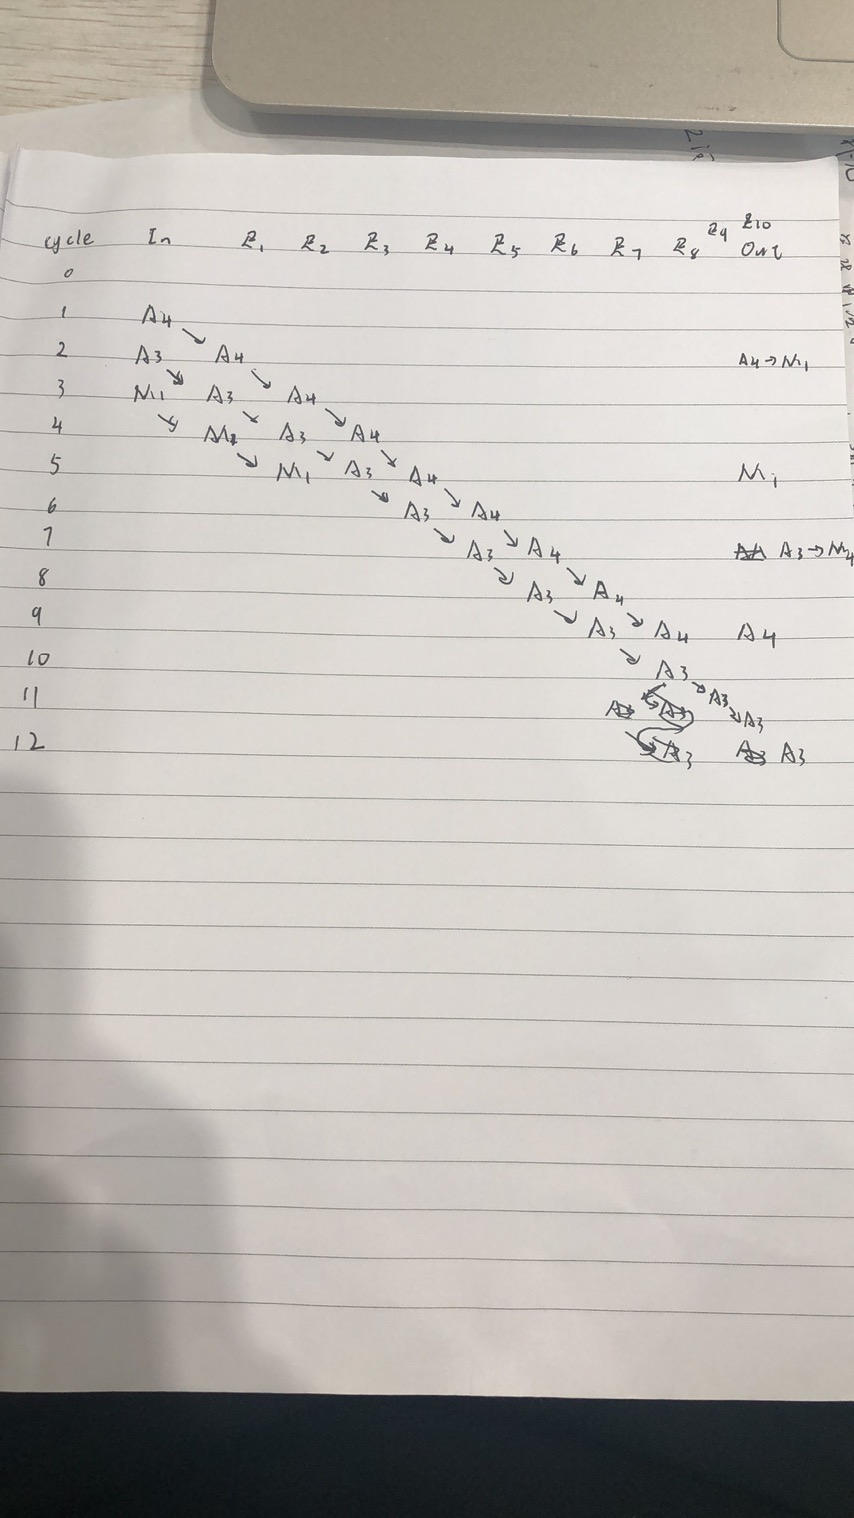 cycle In R1 R2 R3 R4 R5 R6 R7 R8 R9 R10 Out
0
1 A4
2 A3 A4 A4→M1
3 M1 A3 A4
4 M1 A3 A4
5 M1 A3 A4 M1
6 A3 A4
7 A3 A4 A3→M4
8 A3 A4
9 A3 A4 A4
10 A3 A3
11 A3 A3
12 A3 A3